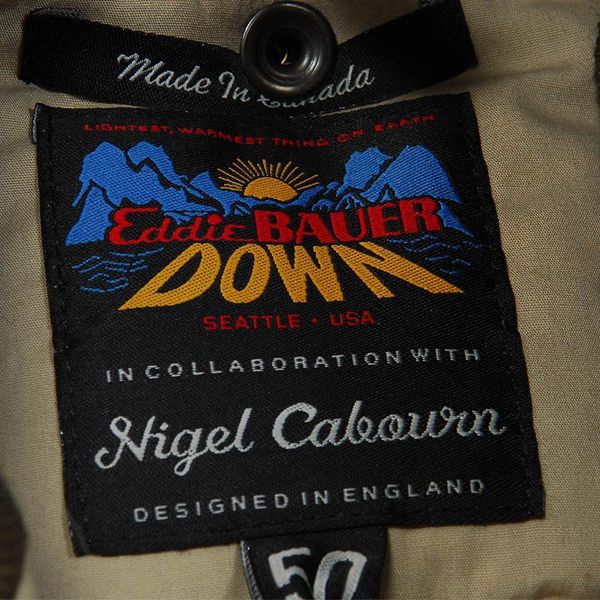 Made In Canada
LIGHTEST, WARMEST THING ON EARTH
Eddie BAUER
DOWN
SEATTLE • USA
IN COLLABORATION WITH
Nigel Cabourn
DESIGNED IN ENGLAND
50